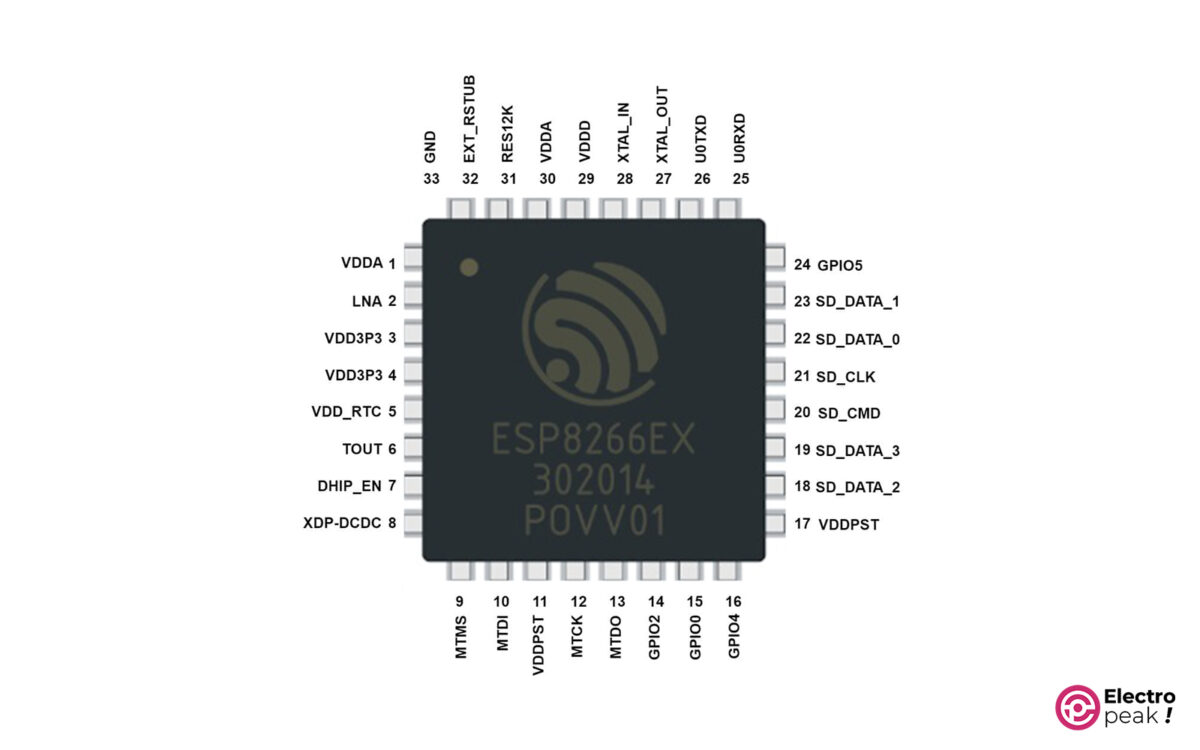 GND
EXT_RSTUB
RES12K
VDDA
VDDD
XTAL_IN
XTAL_OUT
U0TXD
U0RXD
33 32 31 30 29 28 27 26 25
VDDA 1
LNA 2
VDD3P3 3
VDD3P3 4
VDD_RTC 5
TOUT 6
DHIP_EN 7
XDP-DCDC 8
ESP8266EX
302014
P0VV01
24 GPIO5
23 SD_DATA_1
22 SD_DATA_0
21 SD_CLK
20 SD_CMD
19 SD_DATA_3
18 SD_DATA_2
17 VDDPST
9 10 11 12 13 14 15 16
MTMS
MTDI
VDDPST
MTCK
MTDO
GPIO2
GPIO0
GPIO4
Electro
peak !